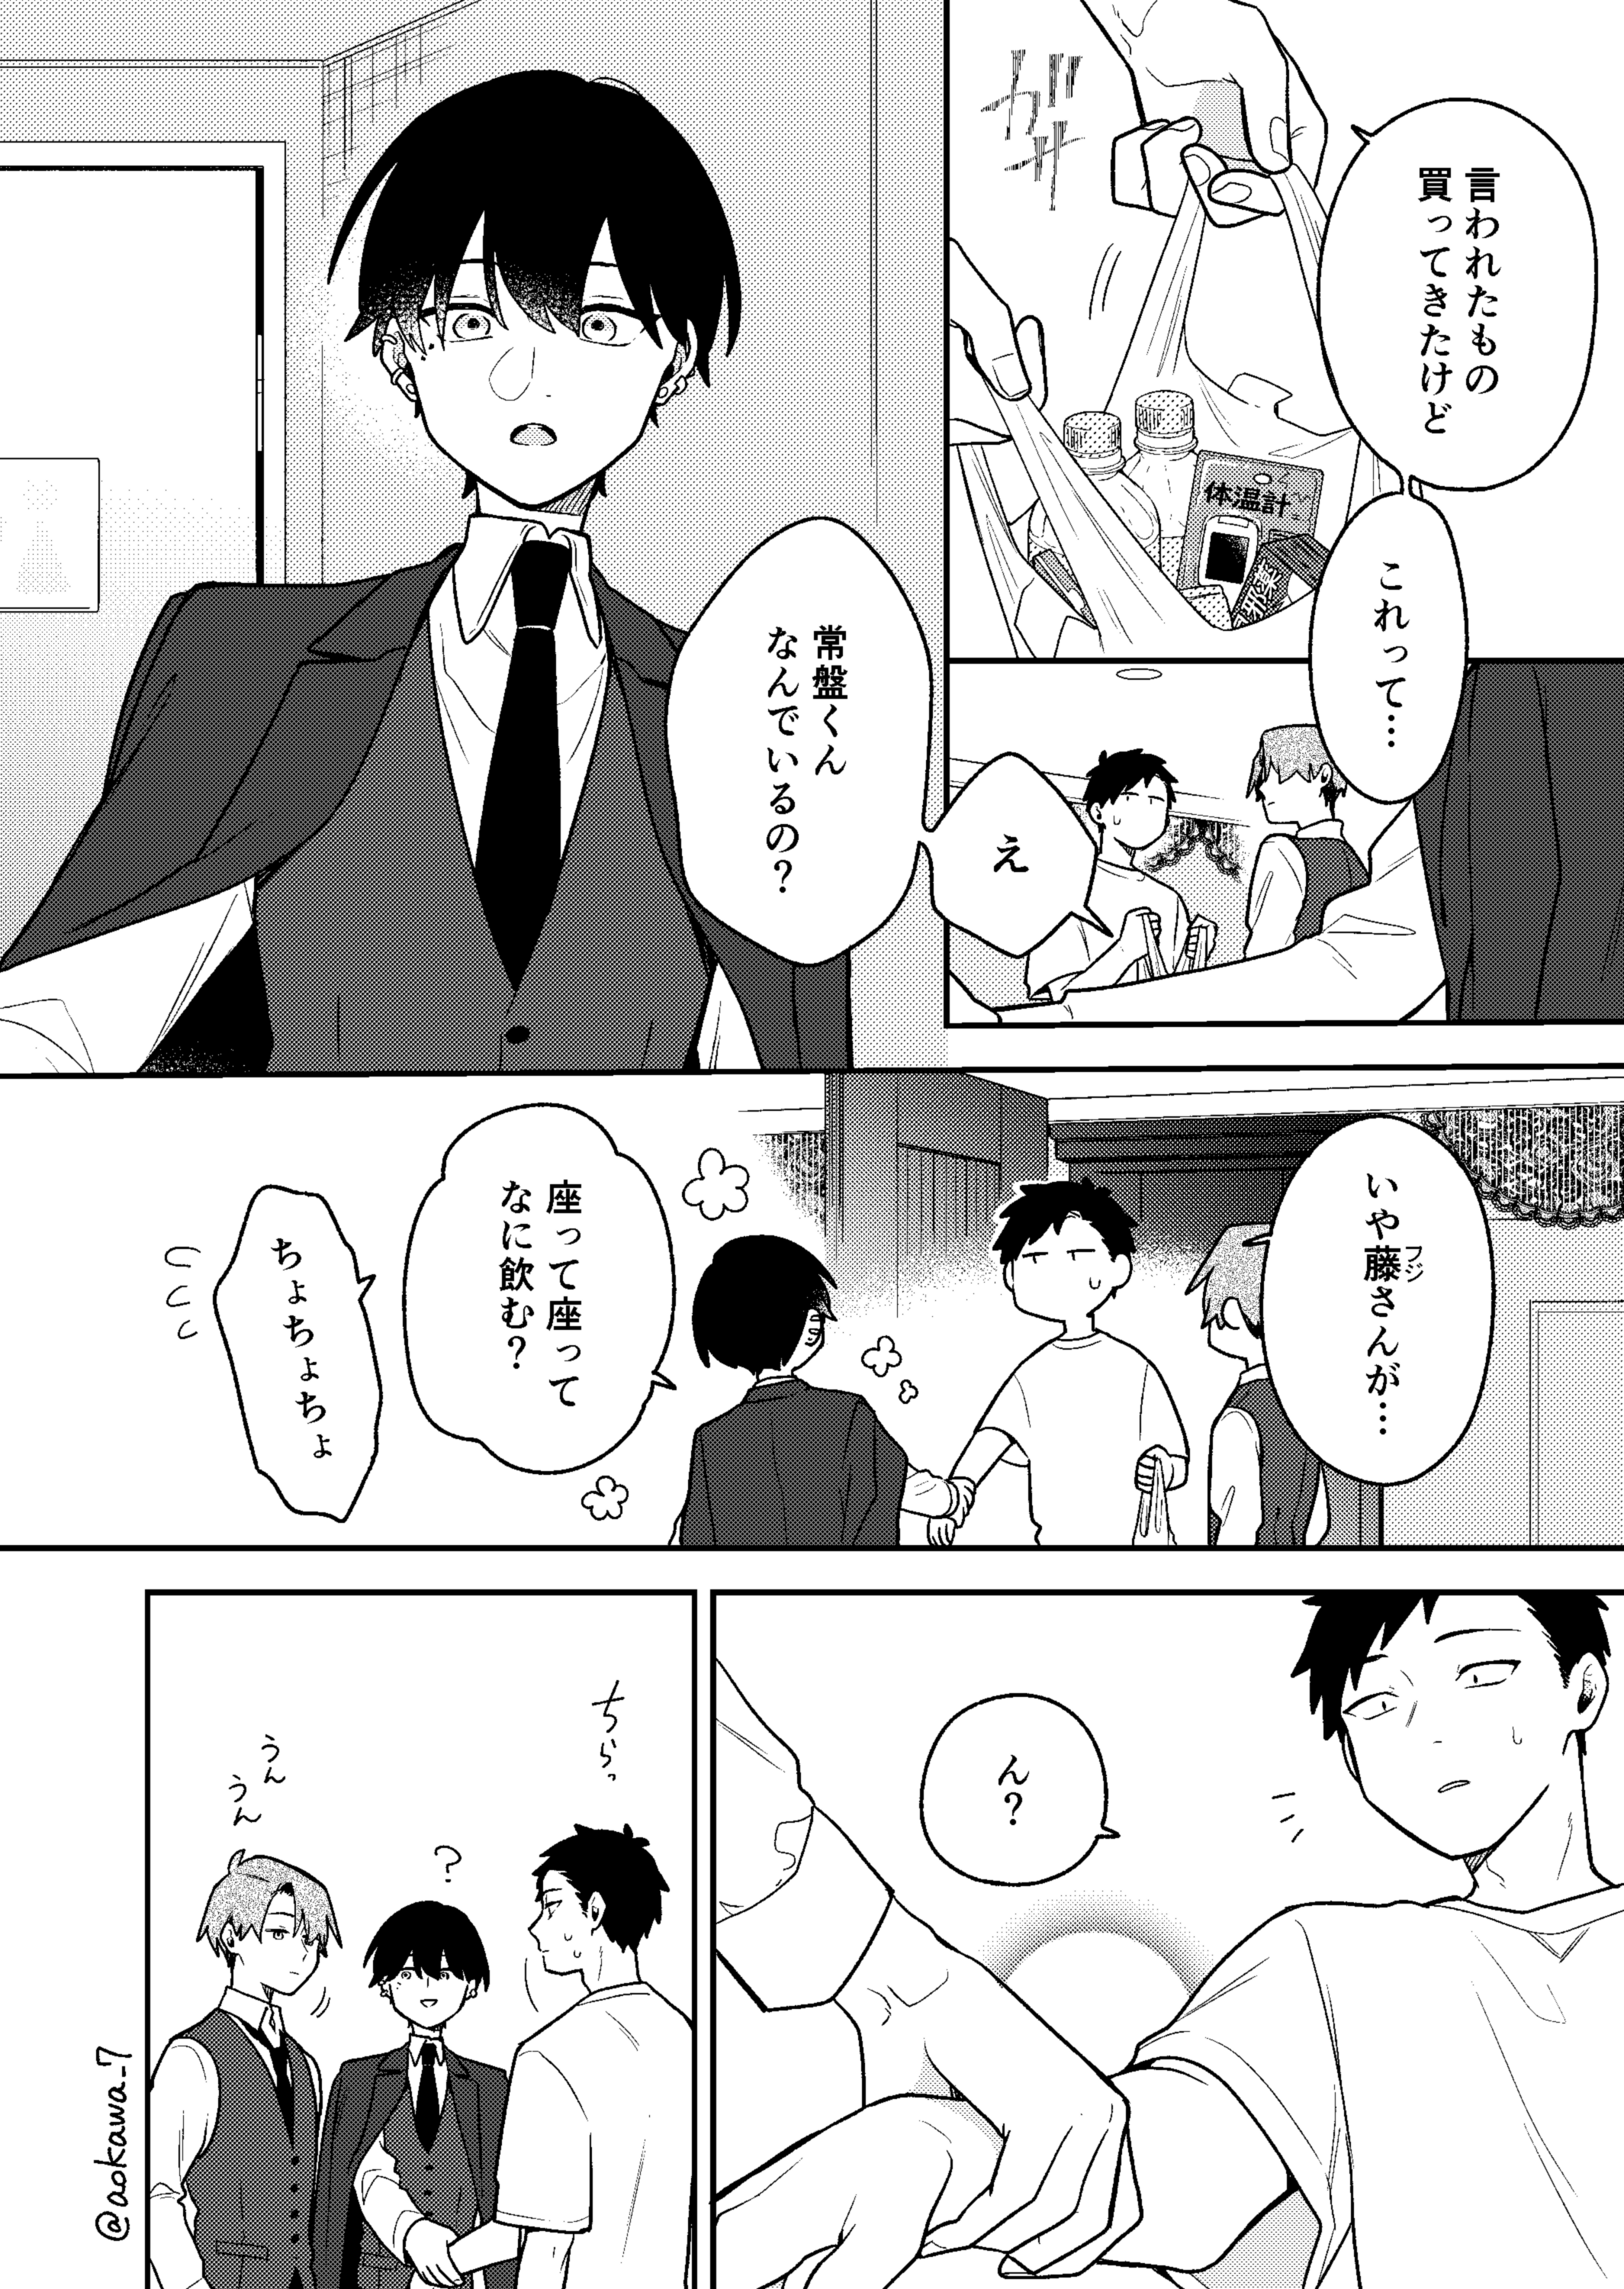 ガサ
言われたもの
買ってきたけど
体温計
これって…
え
常盤くん
なんでいるの？
いや藤さんが…
フジ
座って座って
なに飲む？
ちょちょちょ
ん？
ちらっ
?
うん
うん
@aokawa_7